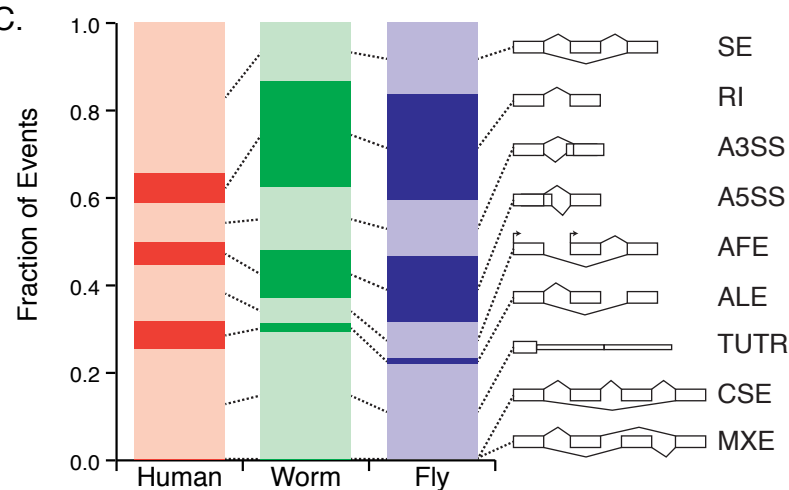 C.
Fraction of Events
1.0
0.8
0.6
0.4
0.2
0.0
Human Worm Fly
SE
RI
A3SS
A5SS
AFE
ALE
TUTR
CSE
MXE